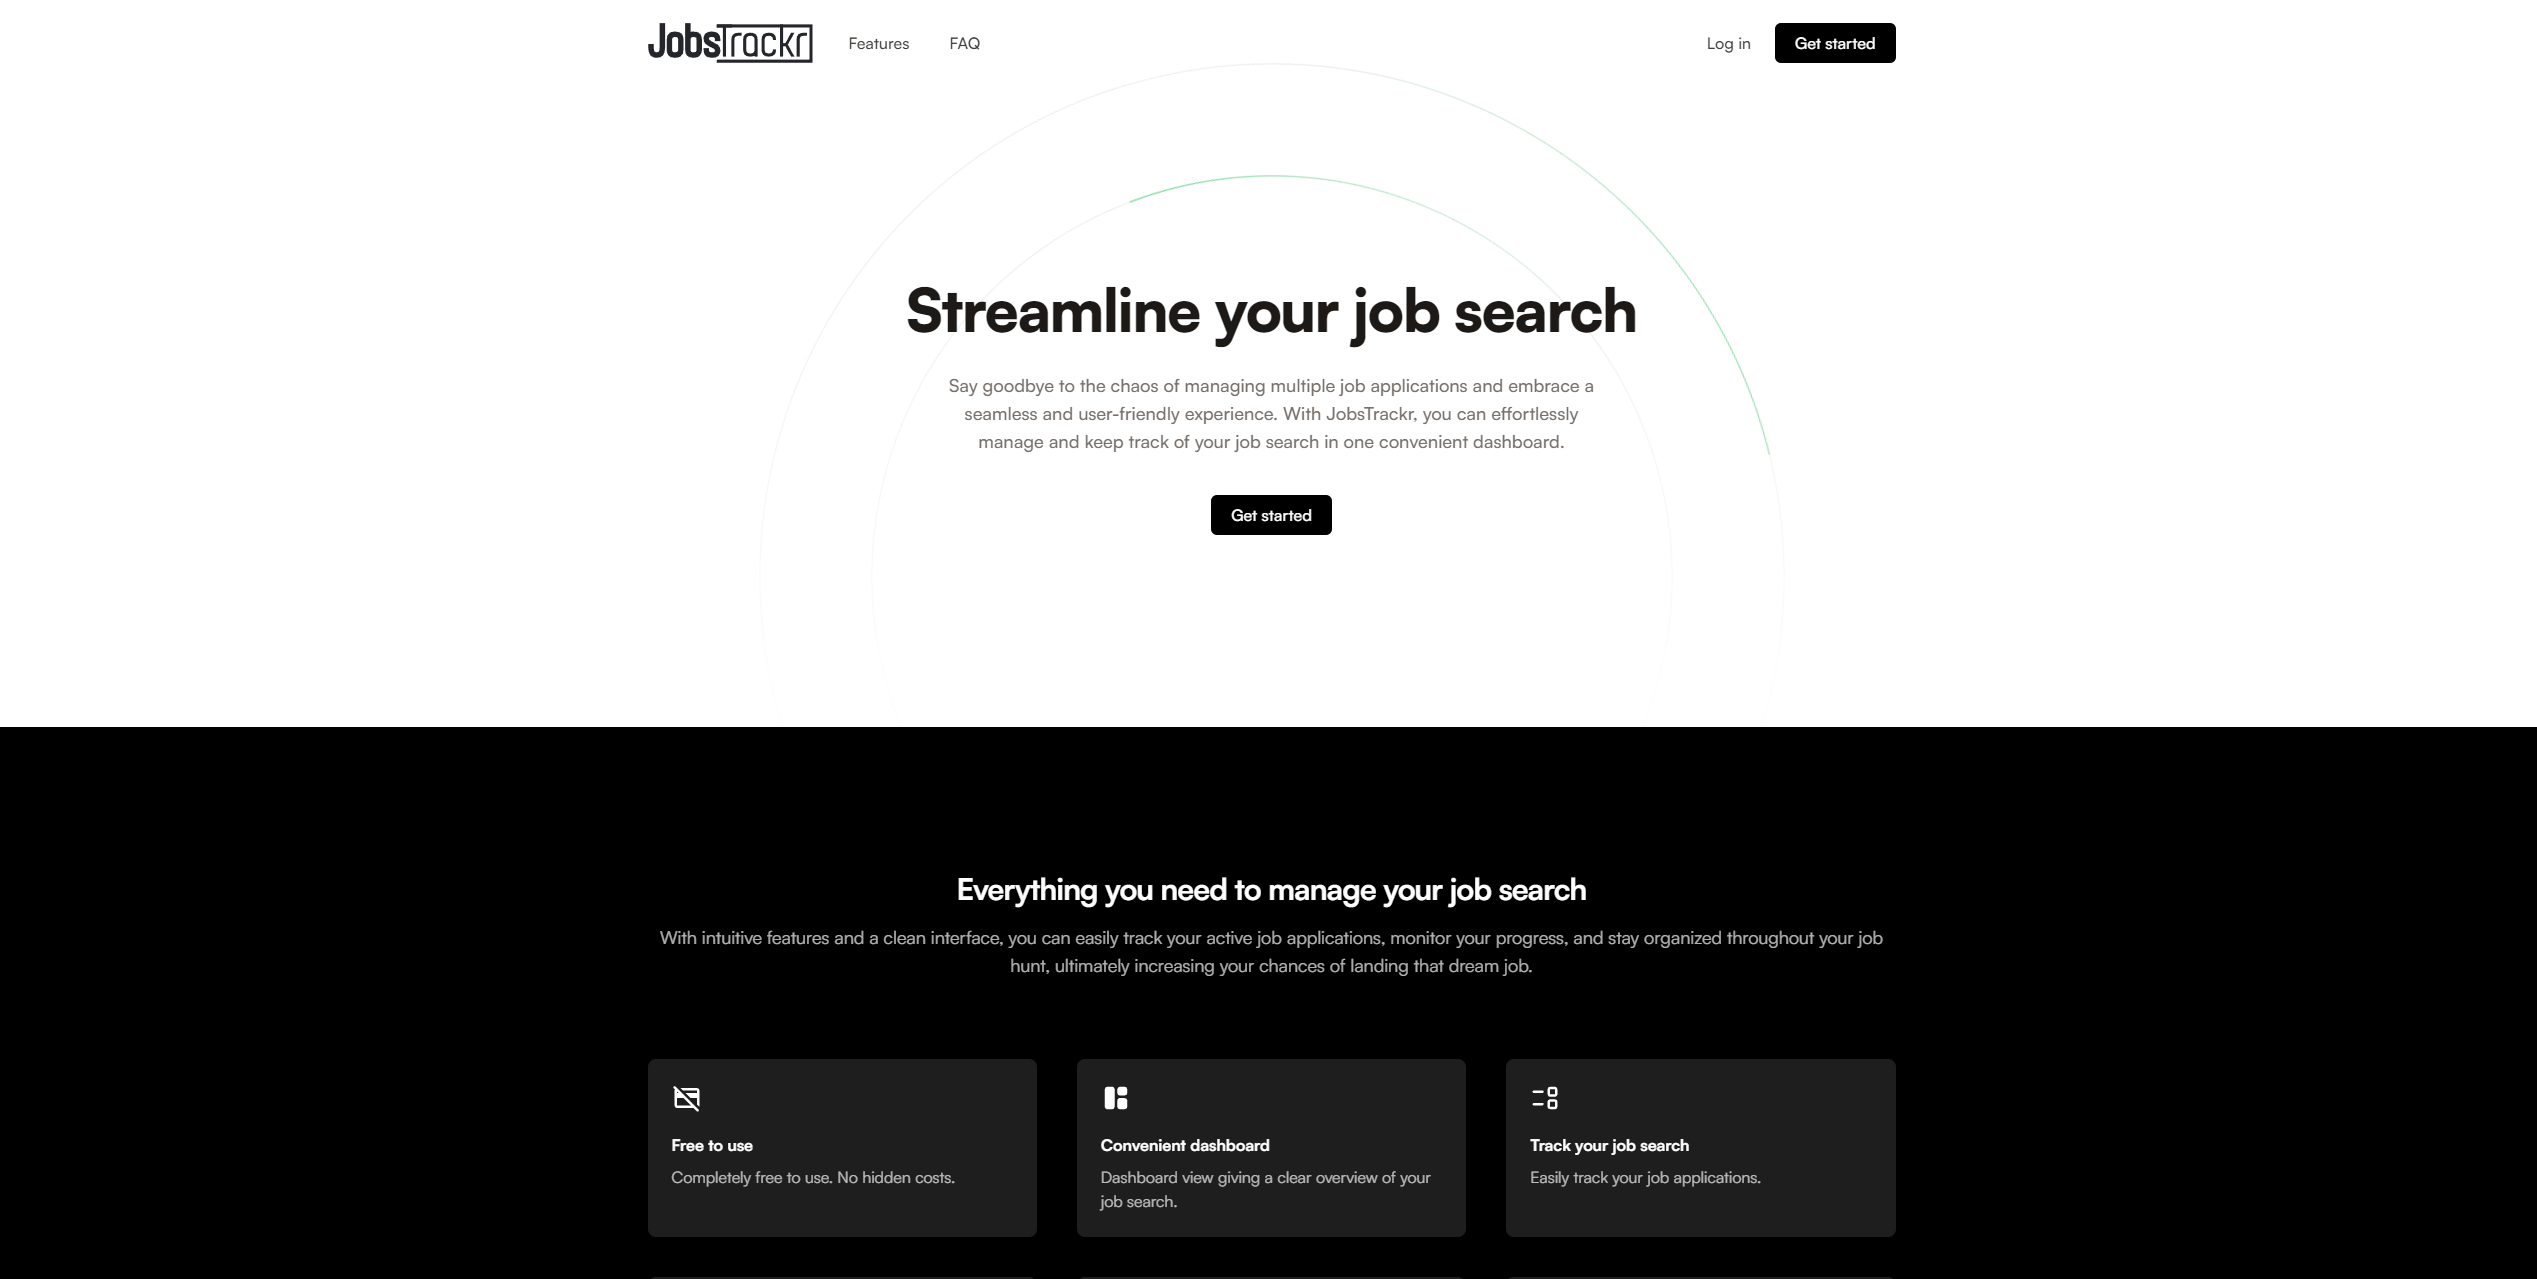 JobsTrackr
Features
FAQ
Log in
Get started
Streamline your job search
Say goodbye to the chaos of managing multiple job applications and embrace a
seamless and user-friendly experience. With JobsTrackr, you can effortlessly
manage and keep track of your job search in one convenient dashboard.
Get started
Everything you need to manage your job search
With intuitive features and a clean interface, you can easily track your active job applications, monitor your progress, and stay organized throughout your job
hunt, ultimately increasing your chances of landing that dream job.
Free to use
Completely free to use. No hidden costs.
Convenient dashboard
Dashboard view giving a clear overview of your
job search.
Track your job search
Easily track your job applications.